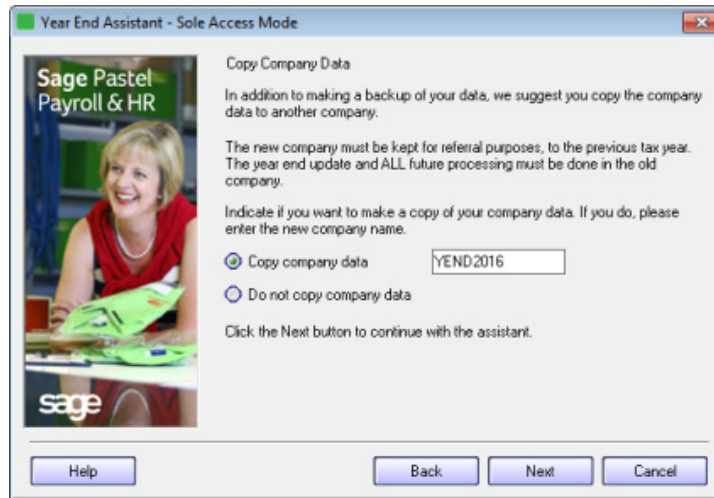 Year End Assistant - Sole Access Mode
Sage Pastel
Payroll & HR
Copy Company Data
In addition to making a backup of your data, we suggest you copy the company
data to another company.
The new company must be kept for referral purposes, to the previous tax year.
The year end update and ALL future processing must be done in the old
company.
Indicate if you want to make a copy of your company data. If you do, please
enter the new company name.
Copy company data YEND2016
Do not copy company data
Click the Next button to continue with the assistant.
sage
Help Back Next Cancel